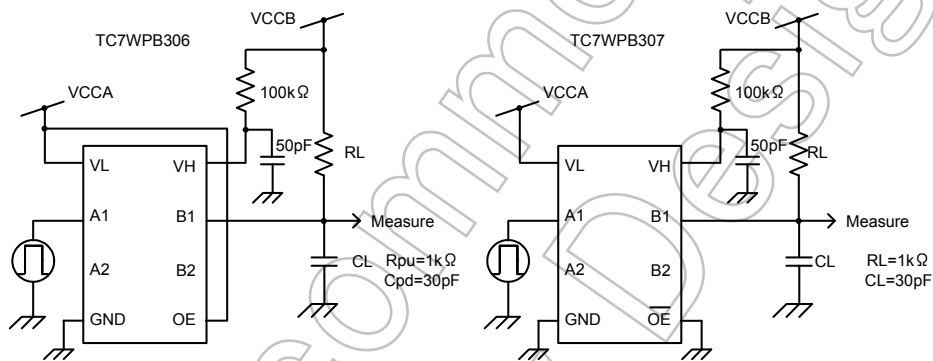 VCCB
TC7WPB306
VCCA
100kΩ
50pF
RL
VL
VH
A1
B1
Measure
A2
B2
CL
Rpu=1kΩ
Cpd=30pF
GND
OE
VCCB
TC7WPB307
VCCA
100kΩ
50pF
RL
VL
VH
A1
B1
Measure
A2
B2
CL
RL=1kΩ
CL=30pF
GND
OE